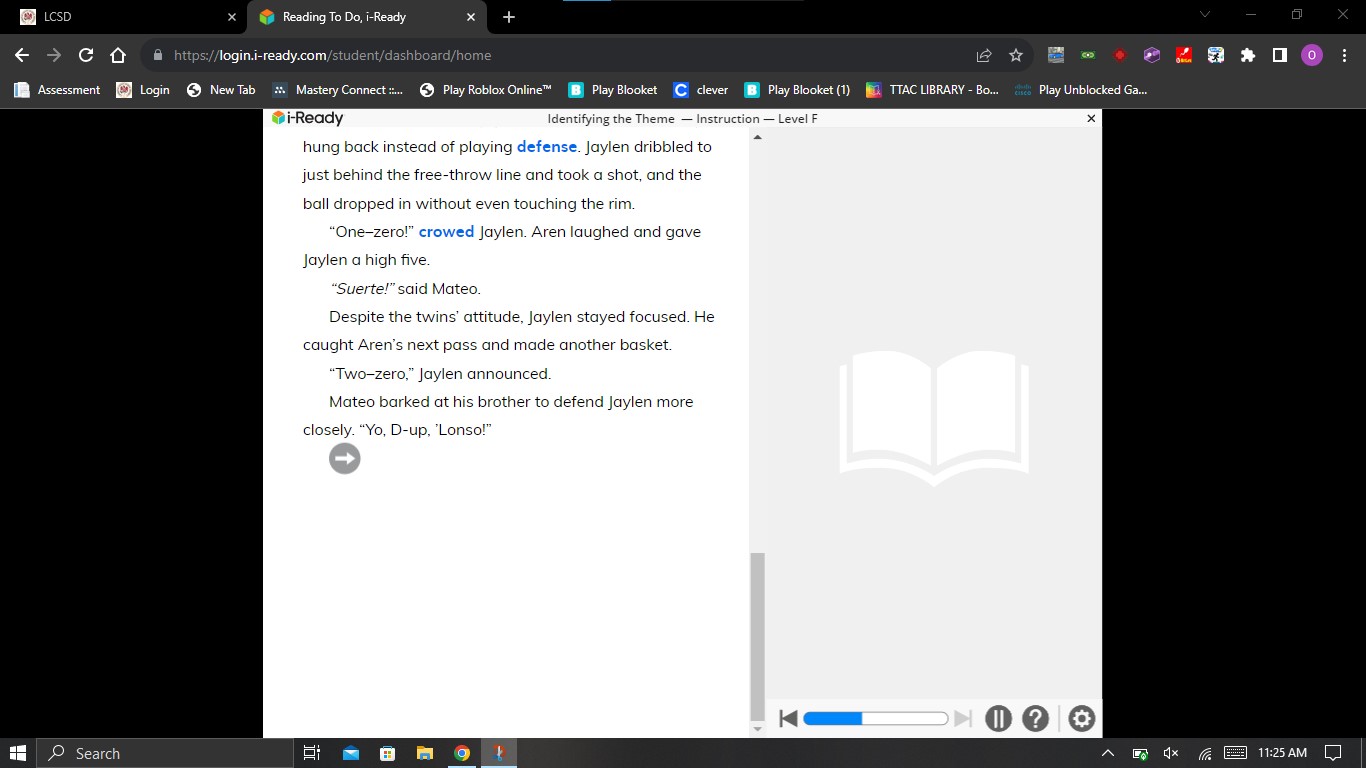 LCSD
Reading To Do, i-Ready
https://login.i-ready.com/student/dashboard/home
O
Assessment
Login
New Tab
Mastery Connect ::...
Play Roblox Online™
Play Blooket
clever
Play Blooket (1)
TTAC LIBRARY - Bo...
Play Unblocked Ga...
i-Ready
Identifying the Theme — Instruction — Level F
hung back instead of playing defense. Jaylen dribbled to
just behind the free-throw line and took a shot, and the
ball dropped in without even touching the rim.
“One–zero!” crowed Jaylen. Aren laughed and gave
Jaylen a high five.
“Suerte!” said Mateo.
Despite the twins’ attitude, Jaylen stayed focused. He
caught Aren’s next pass and made another basket.
“Two–zero,” Jaylen announced.
Mateo barked at his brother to defend Jaylen more
closely. “Yo, D-up, ’Lonso!”
Search
11:25 AM